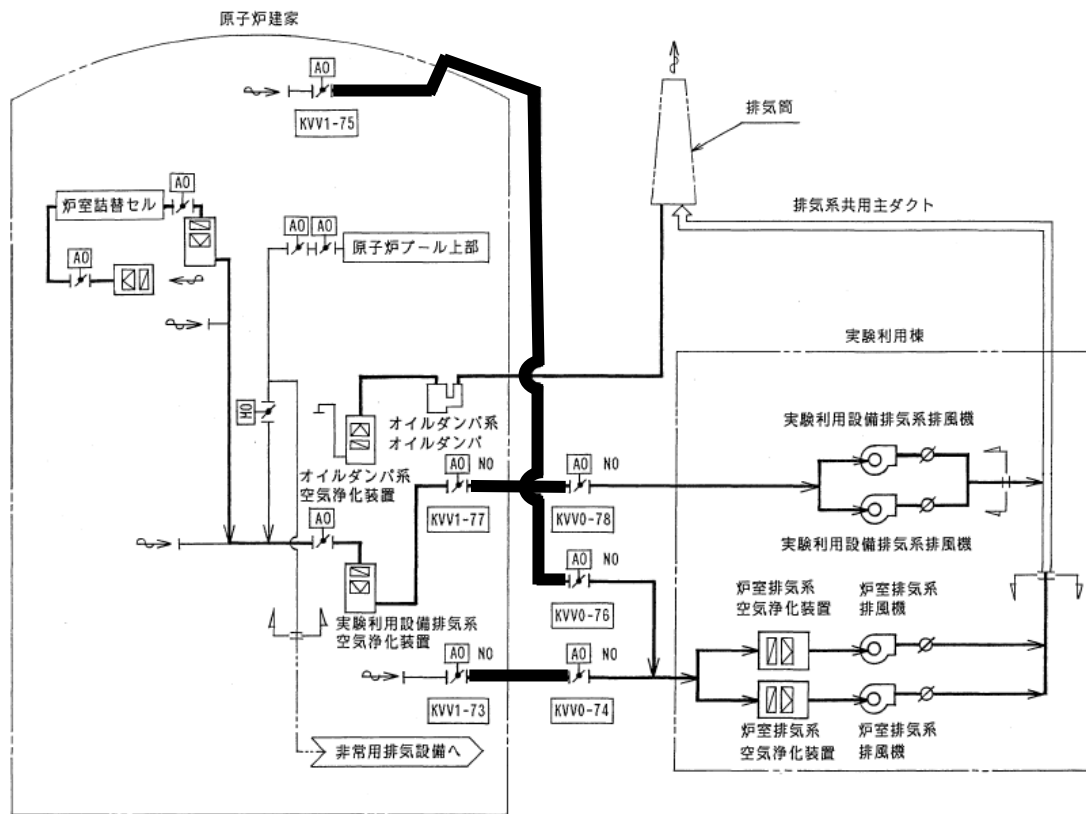 原子炉建家
AO
KVV1-75
排気筒
AO
炉室詰替セル
AO
AO
原子炉プール上部
排気系共用主ダクト
AO
実験利用棟
HO
オイルダンパ系
オイルダンパ
実験利用設備排気系排風機
オイルダンパ系
空気浄化装置
AO
NO
AO
NO
KVV1-77
KVV0-78
AO
実験利用設備排気系排風機
AO
NO
KVV0-76
炉室排気系
空気浄化装置
炉室排気系
排風機
実験利用設備排気系
空気浄化装置
AO
NO
AO
NO
KVV1-73
KVV0-74
炉室排気系
空気浄化装置
炉室排気系
排風機
非常用排気設備へ